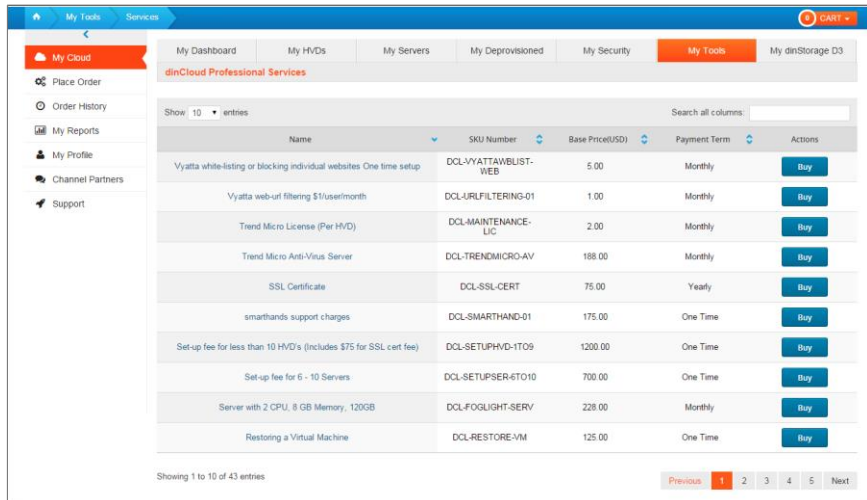 My Tools
Services
0 CART
My Cloud
Place Order
Order History
My Reports
My Profile
Channel Partners
Support
My Dashboard
My HVDs
My Servers
My Deprovisioned
My Security
My Tools
My dinStorage D3
dinCloud Professional Services
Show 10 entries
Search all columns:
Name SKU Number Base Price(USD) Payment Term Actions
Vyatta white-listing or blocking individual websites One time setup DCL-VYATTAWBLIST-
WEB 5.00 Monthly Buy
Vyatta web-url filtering $1/user/month DCL-URLFILTERING-01 1.00 Monthly Buy
Trend Micro License (Per HVD) DCL-MAINTENANCE-
LIC 2.00 Monthly Buy
Trend Micro Anti-Virus Server DCL-TRENDMICRO-AV 188.00 Monthly Buy
SSL Certificate DCL-SSL-CERT 75.00 Yearly Buy
smarthands support charges DCL-SMARTHAND-01 175.00 One Time Buy
Set-up fee for less than 10 HVD's (Includes $75 for SSL cert fee) DCL-SETUPHVD-1TO9 1200.00 One Time Buy
Set-up fee for 6 - 10 Servers DCL-SETUPSER-6TO10 700.00 One Time Buy
Server with 2 CPU, 8 GB Memory, 120GB DCL-FOGLIGHT-SERV 228.00 Monthly Buy
Restoring a Virtual Machine DCL-RESTORE-VM 125.00 One Time Buy
Showing 1 to 10 of 43 entries
Previous 1 2 3 4 5 Next